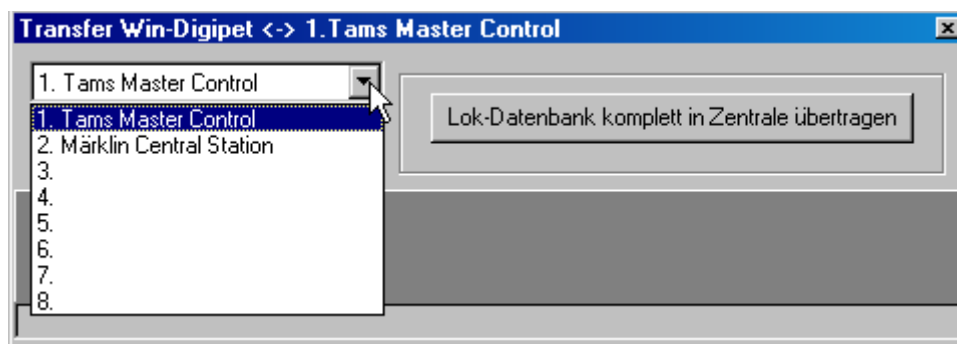 Transfer Win-Digipet <-> 1.Tams Master Control
1. Tams Master Control
Lok-Datenbank komplett in Zentrale übertragen
1. Tams Master Control
2. Märklin Central Station
3.
4.
5.
6.
7.
8.